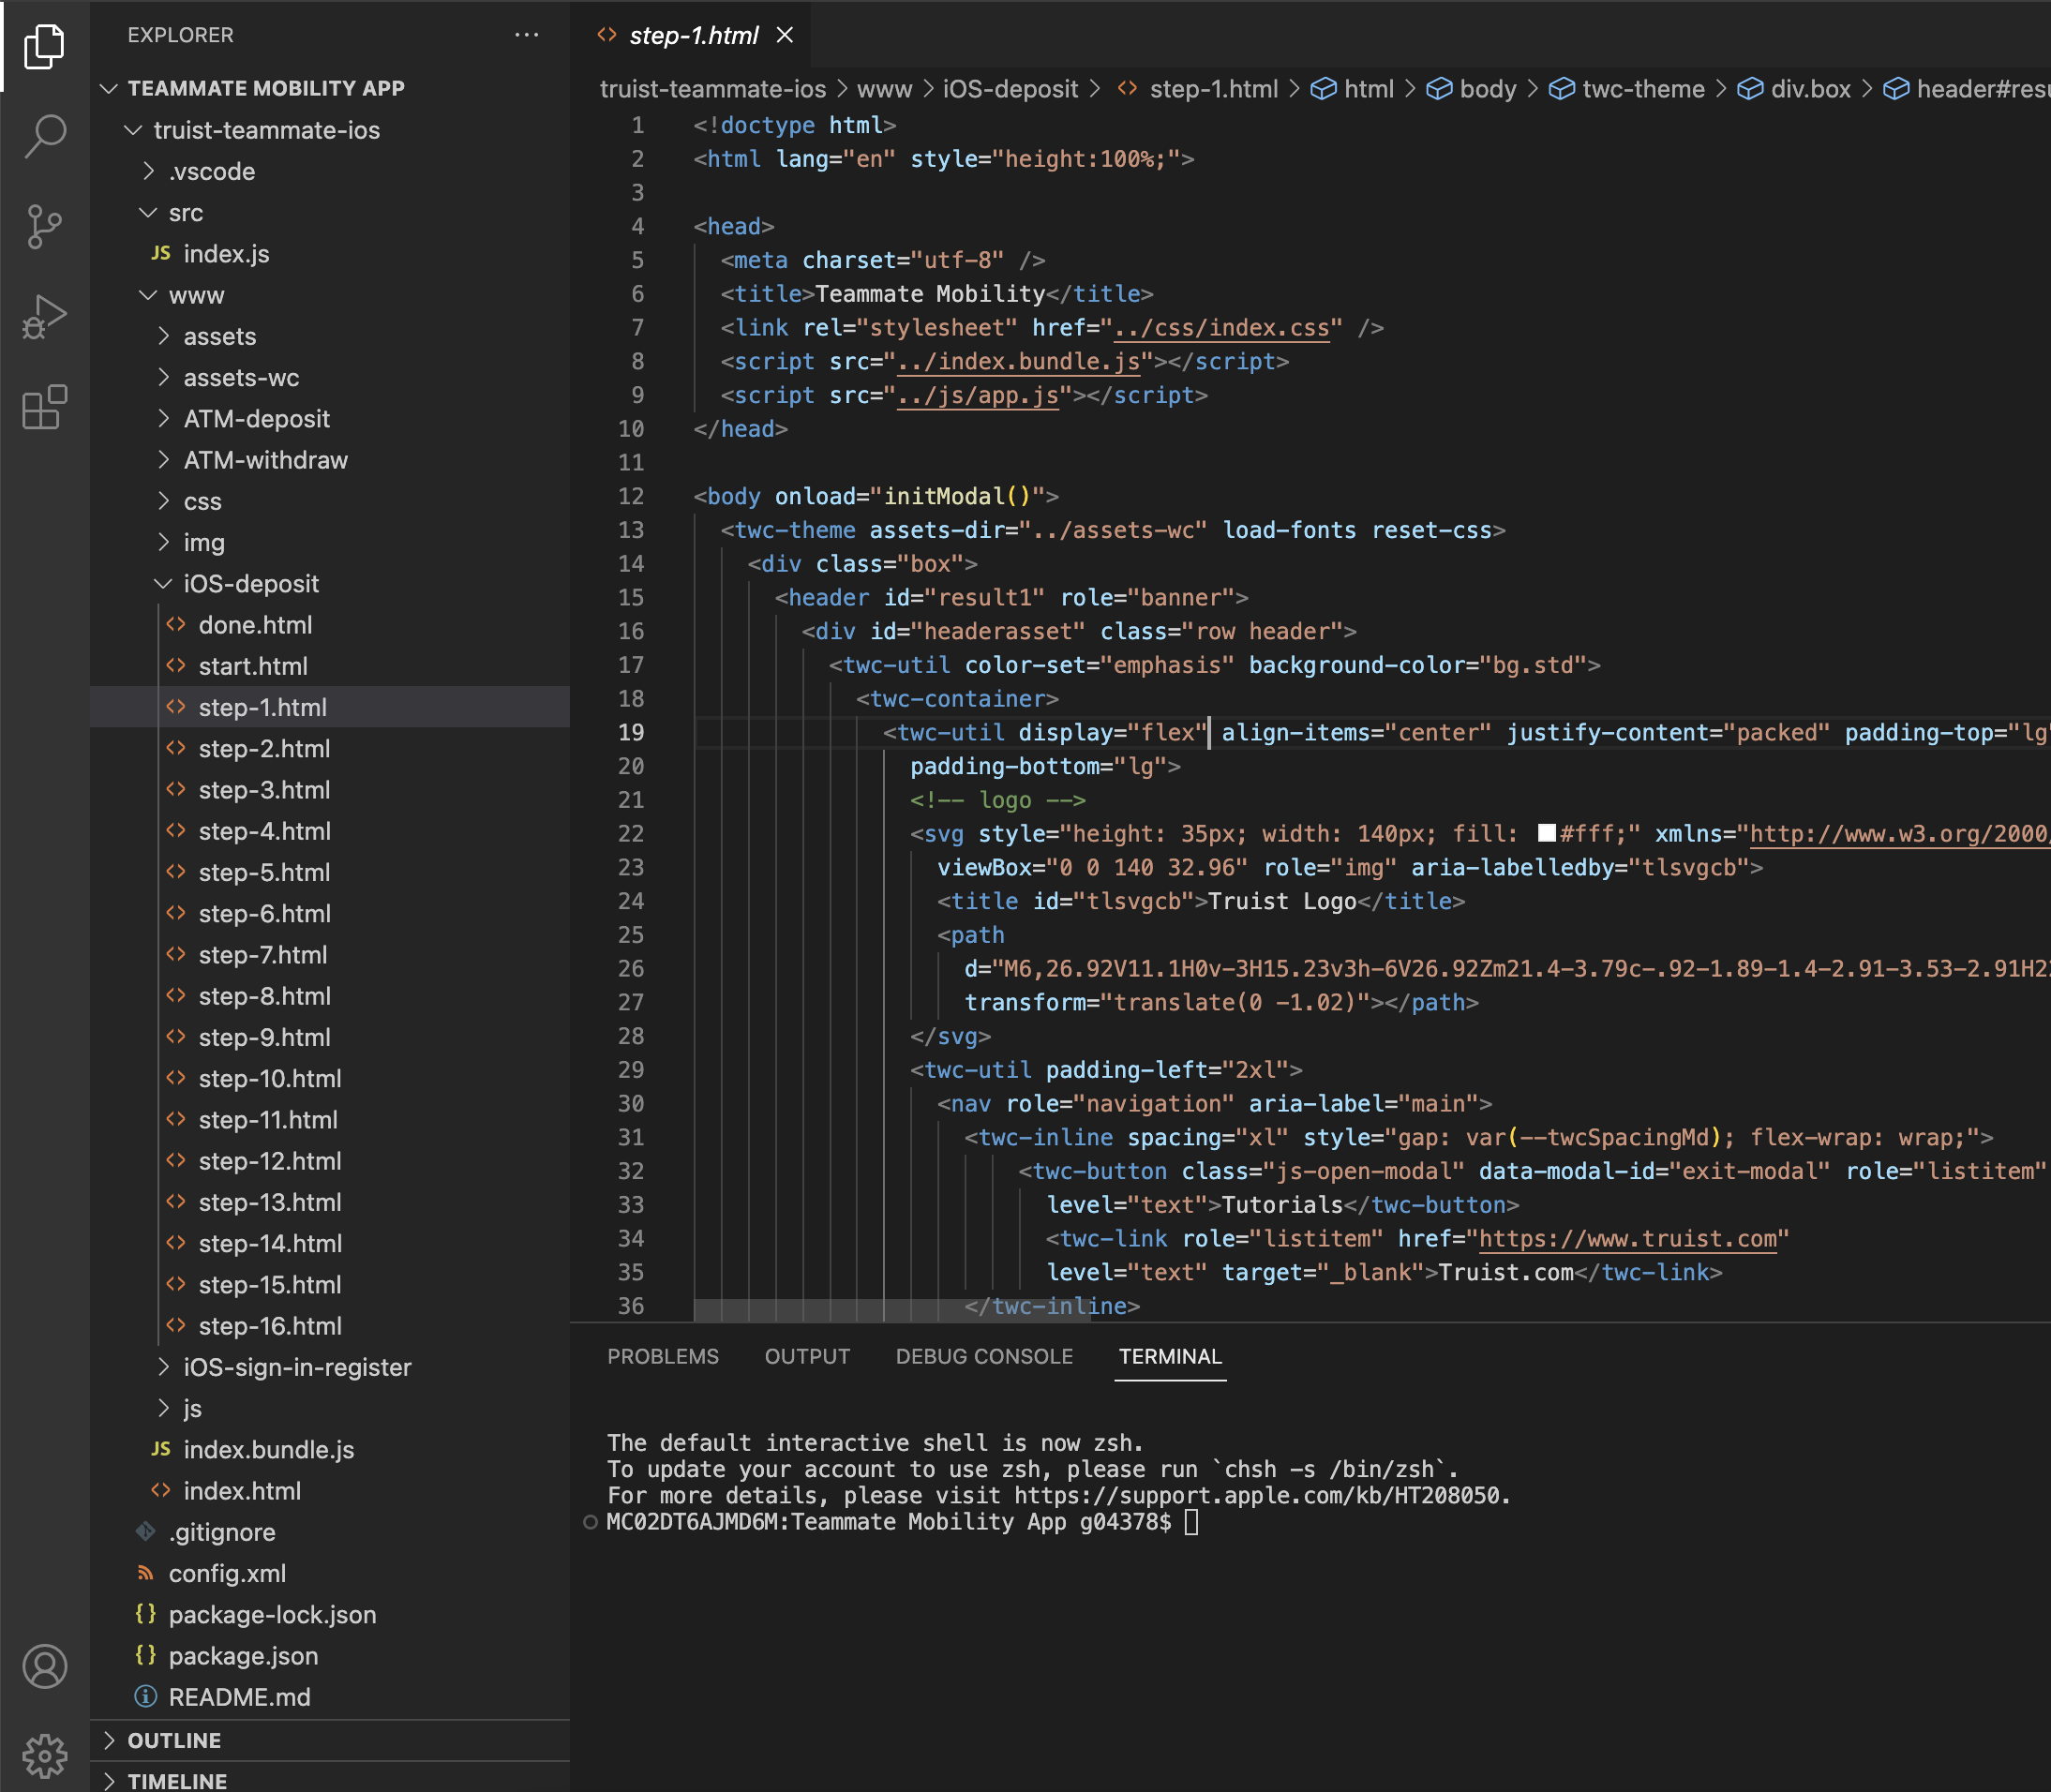 EXPLORER
TEAMMATE MOBILITY APP
truist-teammate-ios
.vscode
src
JS index.js
www
assets
assets-wc
ATM-deposit
ATM-withdraw
css
img
iOS-deposit
done.html
start.html
step-1.html
step-2.html
step-3.html
step-4.html
step-5.html
step-6.html
step-7.html
step-8.html
step-9.html
step-10.html
step-11.html
step-12.html
step-13.html
step-14.html
step-15.html
step-16.html
iOS-sign-in-register
js
JS index.bundle.js
index.html
.gitignore
config.xml
{} package-lock.json
{} package.json
README.md
OUTLINE
TIMELINE
<> step-1.html
truist-teammate-ios > www > iOS-deposit > <> step-1.html > html > body > twc-theme > div.box > header#resu
1 <!doctype html>
2 <html lang="en" style="height:100%;">
3
4 <head>
5 <meta charset="utf-8" />
6 <title>Teammate Mobility</title>
7 <link rel="stylesheet" href="../css/index.css" />
8 <script src="../index.bundle.js"></script>
9 <script src="../js/app.js"></script>
10 </head>
11
12 <body onload="initModal()">
13 <twc-theme assets-dir="../assets-wc" load-fonts reset-css>
14 <div class="box">
15 <header id="result1" role="banner">
16 <div id="headerasset" class="row header">
17 <twc-util color-set="emphasis" background-color="bg.std">
18 <twc-container>
19 <twc-util display="flex" align-items="center" justify-content="packed" padding-top="lg"
20 padding-bottom="lg">
21 <!-- logo -->
22 <svg style="height: 35px; width: 140px; fill: #fff;" xmlns="http://www.w3.org/2000/
23 viewBox="0 0 140 32.96" role="img" aria-labelledby="tlsvgcb">
24 <title id="tlsvgcb">Truist Logo</title>
25 <path
26 d="M6,26.92V11.1H0v-3H15.23v3h-6V26.92Zm21.4-3.79c-.92-1.89-1.4-2.91-3.53-2.91H22
27 transform="translate(0 -1.02)"></path>
28 </svg>
29 <twc-util padding-left="2xl">
30 <nav role="navigation" aria-label="main">
31 <twc-inline spacing="xl" style="gap: var(--twcSpacingMd); flex-wrap: wrap;">
32 <twc-button class="js-open-modal" data-modal-id="exit-modal" role="listitem"
33 level="text">Tutorials</twc-button>
34 <twc-link role="listitem" href="https://www.truist.com"
35 level="text" target="_blank">Truist.com</twc-link>
36 </twc-inline>
PROBLEMS OUTPUT DEBUG CONSOLE TERMINAL
The default interactive shell is now zsh.
To update your account to use zsh, please run `chsh -s /bin/zsh`.
For more details, please visit https://support.apple.com/kb/HT208050.
MC02DT6AJMD6M:Teammate Mobility App g04378$